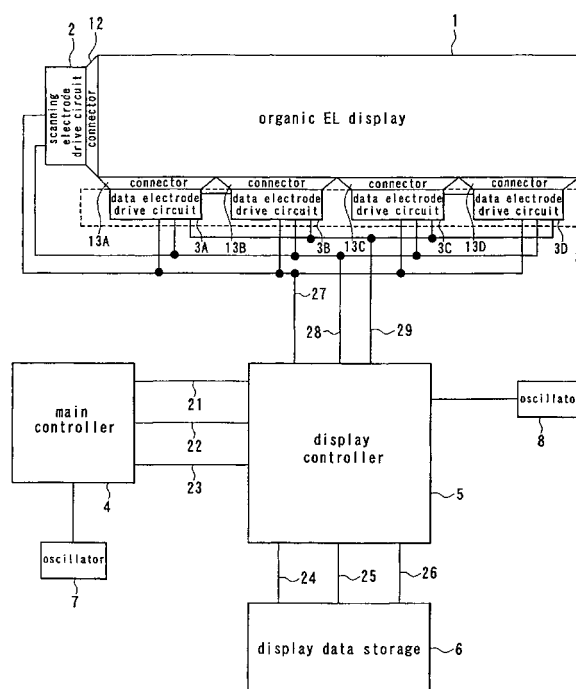 2
12
1
scanning
electrode
drive circuit
connector
organic EL display
connector
connector
connector
connector
data electrode
drive circuit
data electrode
drive circuit
data electrode
drive circuit
data electrode
drive circuit
13A
3A
13B
3B
13C
3C
13D
3D
27
28
29
main
controller
21
22
23
4
display
controller
5
oscillator
8
oscillator
7
24
25
26
display data storage
6